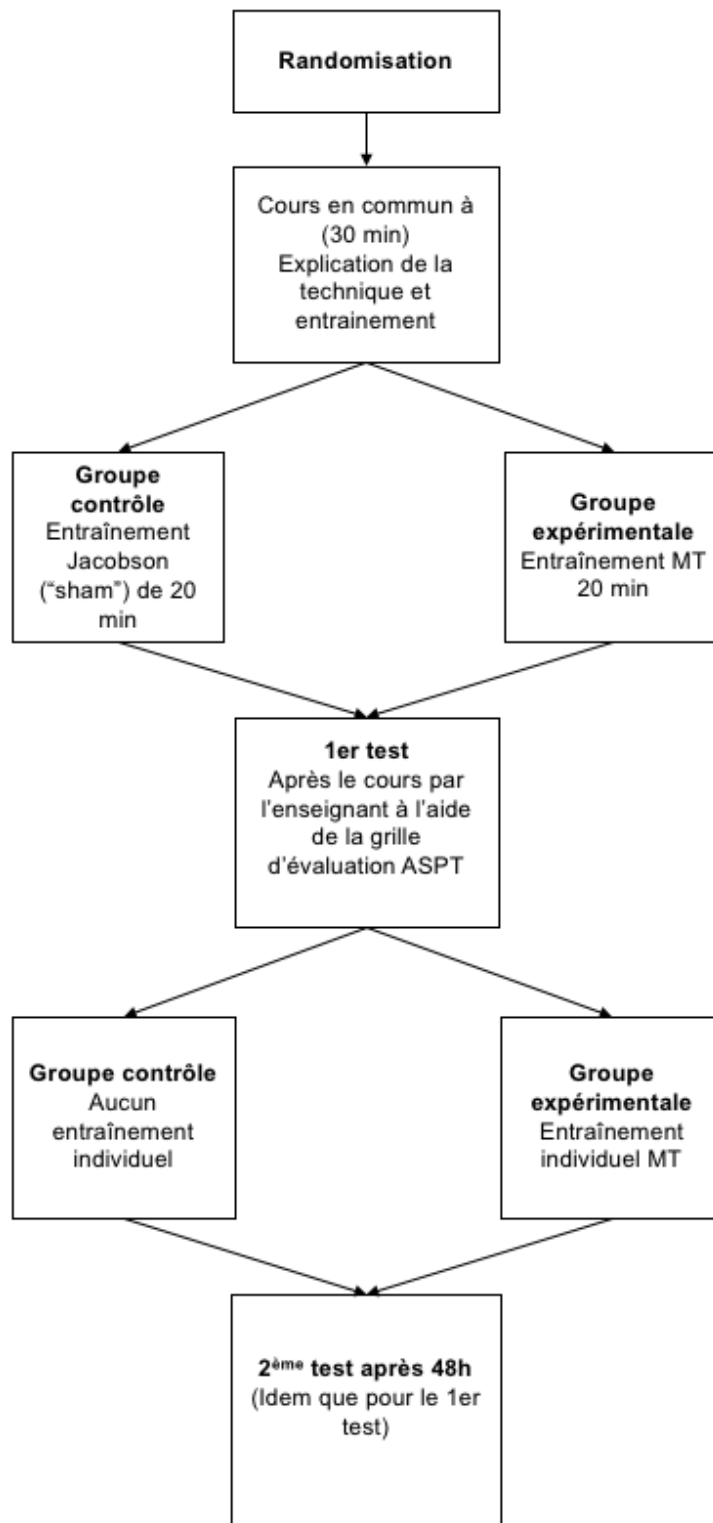 Randomisation
Cours en commun à
(30 min)
Explication de la
technique et
entrainement
Groupe
contrôle
Entraînement
Jacobson
(“sham”) de 20
min
Groupe
expérimentale
Entraînement MT
20 min
1er test
Après le cours par
l’enseignant à l’aide
de la grille
d’évaluation ASPT
Groupe contrôle
Aucun
entraînement
individuel
Groupe
expérimentale
Entraînement
individuel MT
2ème test après 48h
(Idem que pour le 1er
test)